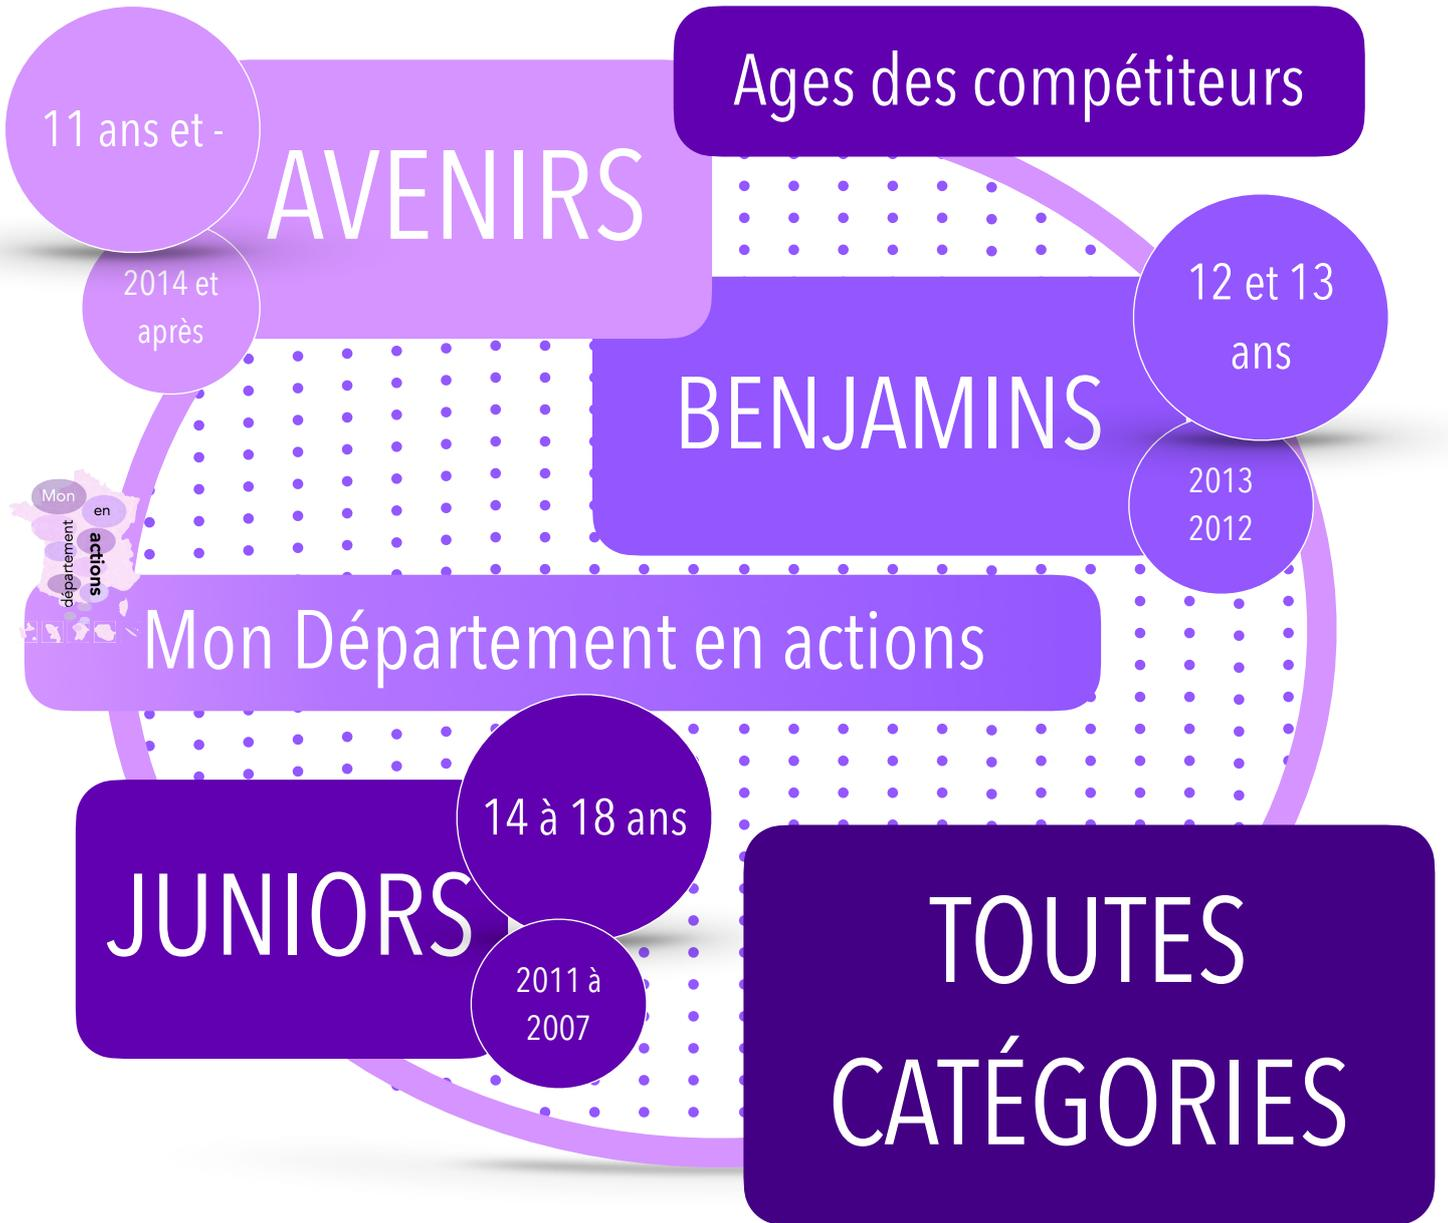 Ages des compétiteurs
11 ans et -
AVENIRS
2014 et
après
12 et 13
ans
BENJAMINS
2013
2012
Mon
en
département
actions
Mon Département en actions
14 à 18 ans
JUNIORS
2011 à
2007
TOUTES
CATÉGORIES